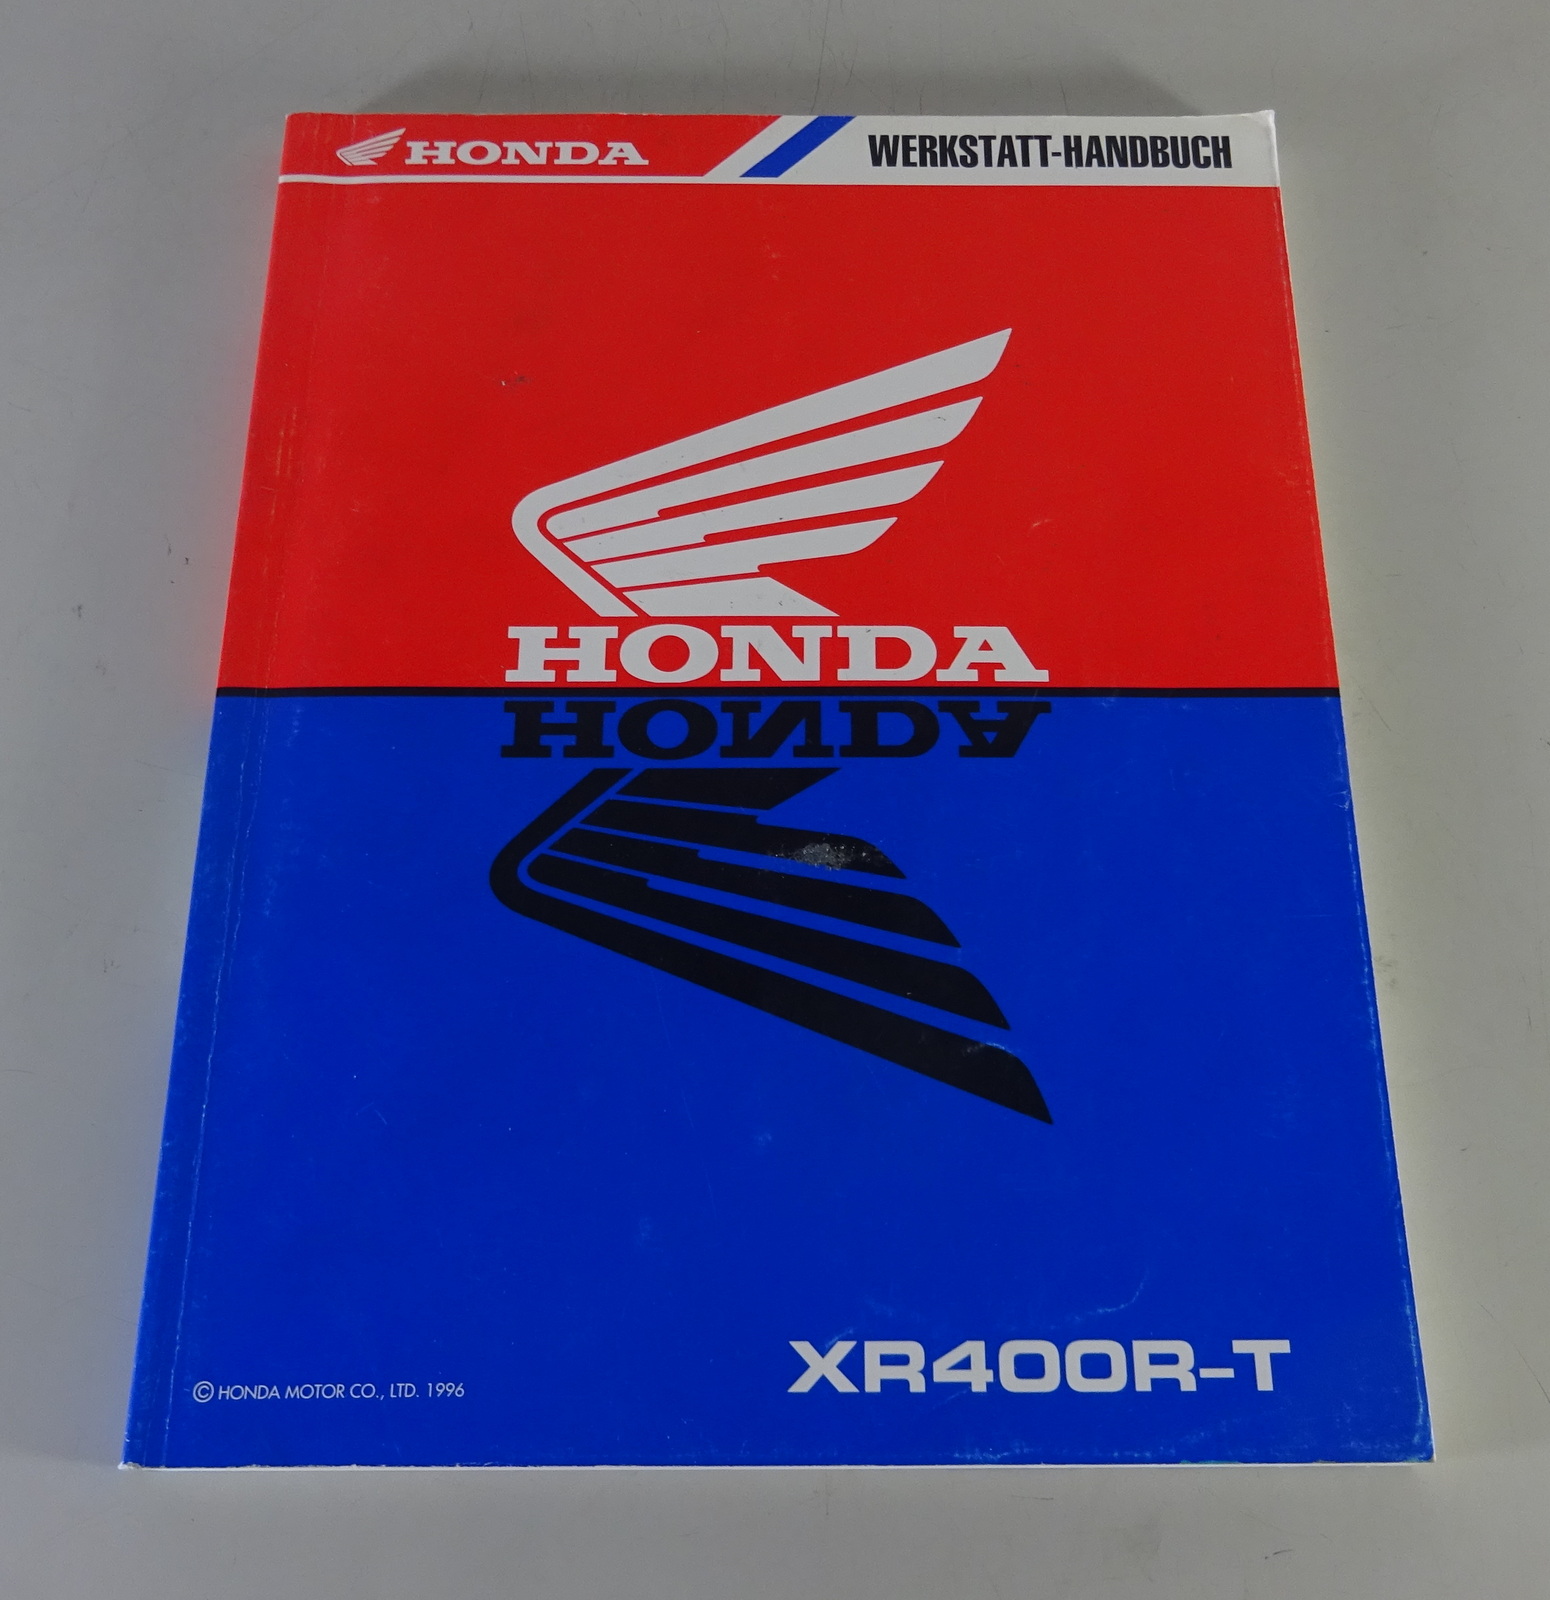 HONDA
WERKSTATT-HANDBUCH
HONDA
HONDA
XR400R-T
© HONDA MOTOR CO., LTD. 1996